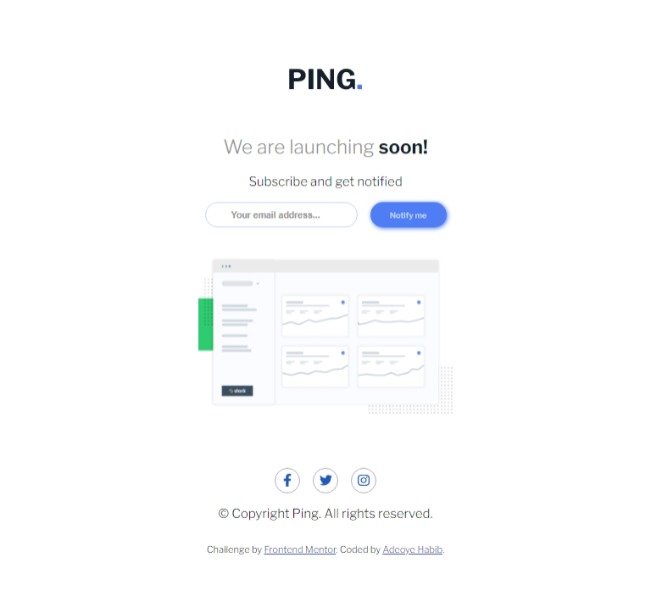 PING.
We are launching soon!
Subscribe and get notified
Your email address...
Notify me
© Copyright Ping. All rights reserved.
Challenge by Frontend Mentor. Coded by Adeoye Habib.